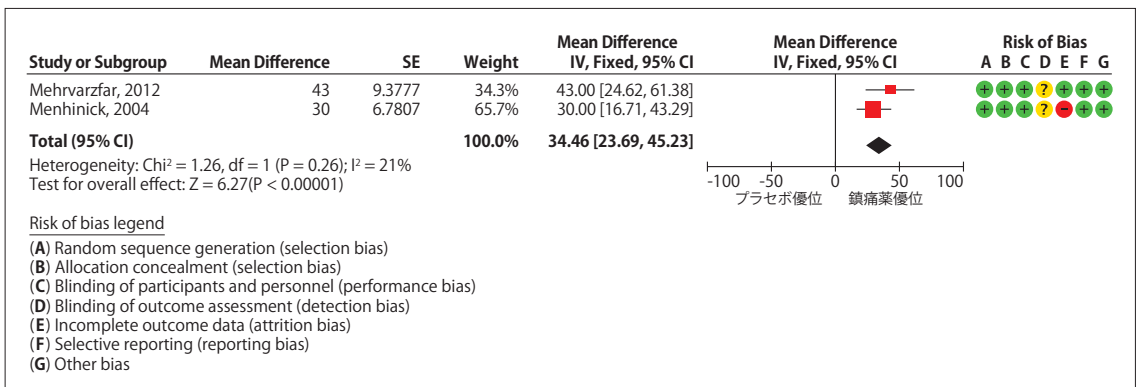 Mean Difference Mean Difference Risk of Bias
Study or Subgroup Mean Difference SE Weight IV, Fixed, 95% CI IV, Fixed, 95% CI A B C D E F G
Mehrvarzfar, 2012 43 9.3777 34.3% 43.00 [24.62, 61.38] + + + ? + + +
Menhinick, 2004 30 6.7807 65.7% 30.00 [16.71, 43.29] + + + ? − + +
Total (95% CI) 100.0% 34.46 [23.69, 45.23]
Heterogeneity: Chi² = 1.26, df = 1 (P = 0.26); I² = 21%
Test for overall effect: Z = 6.27(P < 0.00001)
-100 -50 0 50 100
プラセボ優位 鎮痛薬優位
Risk of bias legend
(A) Random sequence generation (selection bias)
(B) Allocation concealment (selection bias)
(C) Blinding of participants and personnel (performance bias)
(D) Blinding of outcome assessment (detection bias)
(E) Incomplete outcome data (attrition bias)
(F) Selective reporting (reporting bias)
(G) Other bias